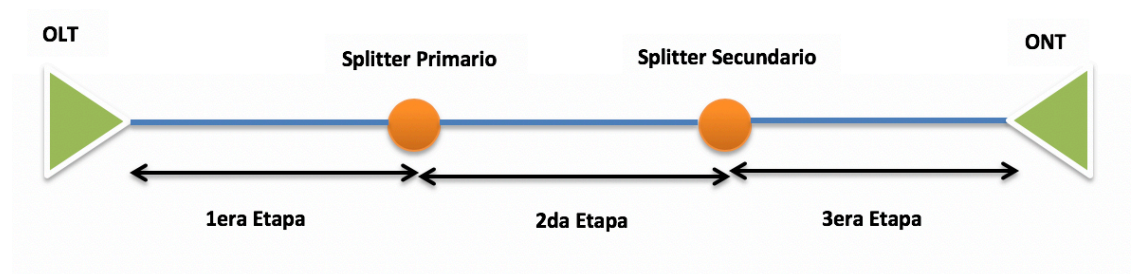 OLT
ONT
Splitter Primario
Splitter Secundario
1era Etapa
2da Etapa
3era Etapa